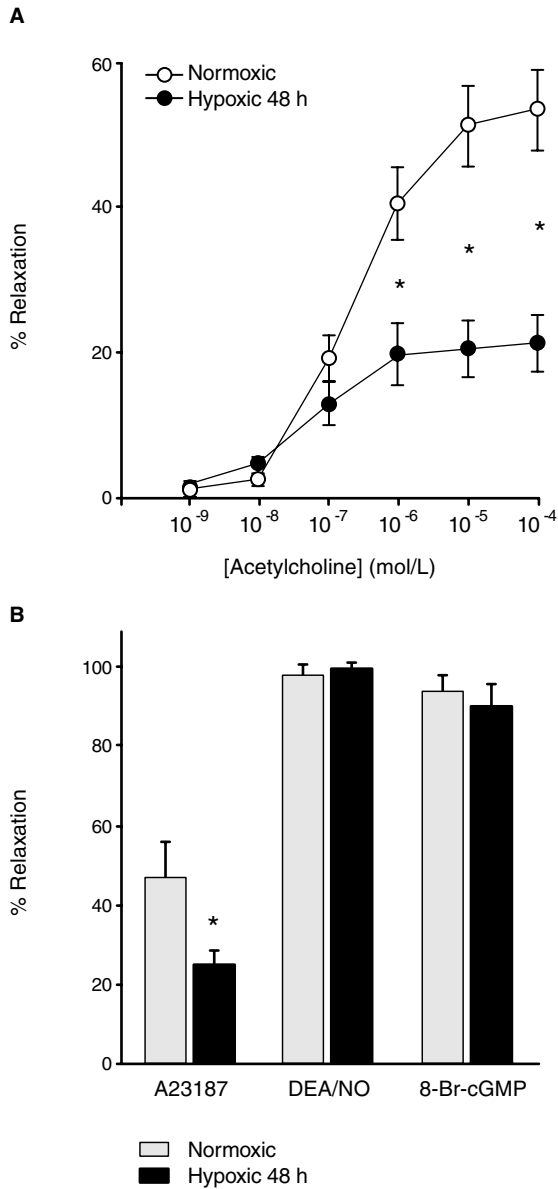 A
60
Normoxic
Hypoxic 48 h
40
% Relaxation
*
*
*
20
0
10-9 10-8 10-7 10-6 10-5 10-4
[Acetylcholine] (mol/L)
B
100
80
% Relaxation
60
40
*
20
0
A23187 DEA/NO 8-Br-cGMP
Normoxic
Hypoxic 48 h